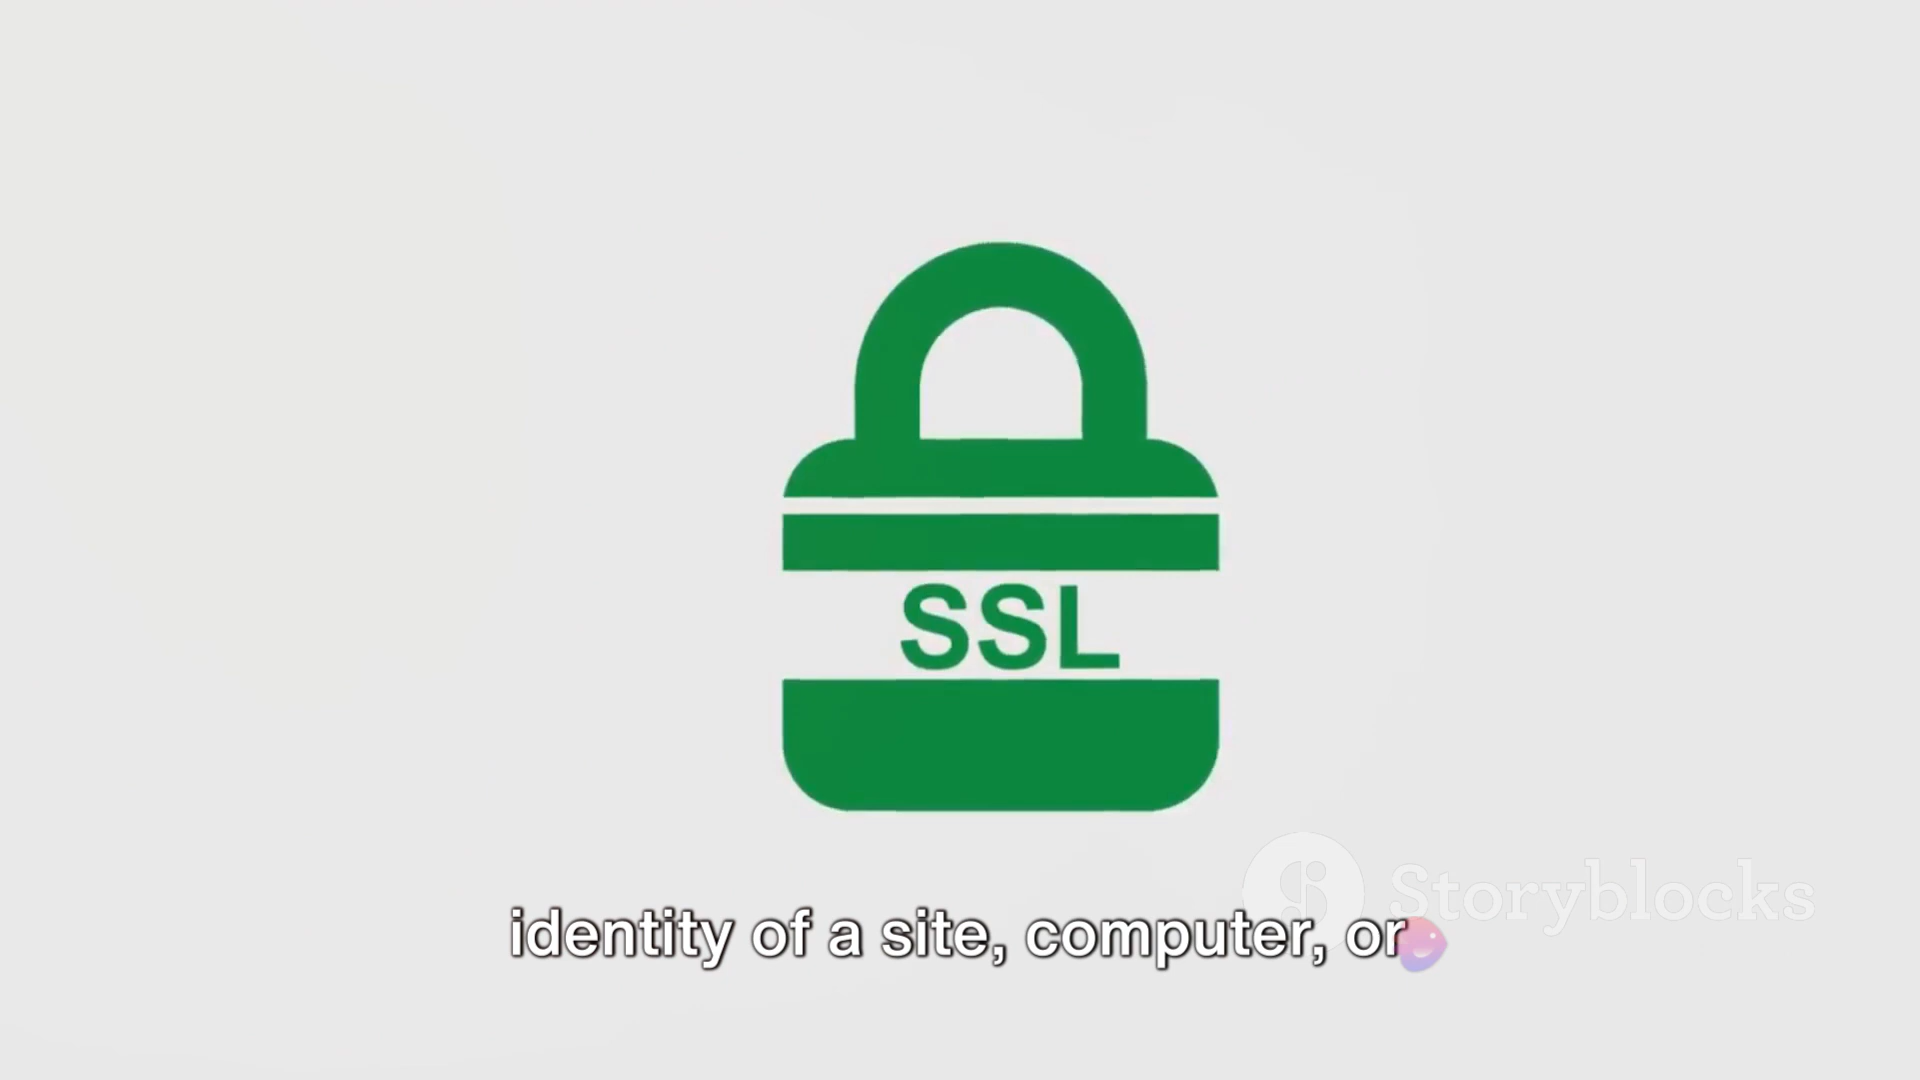 SSL
Storyblocks
identity of a site, computer, or